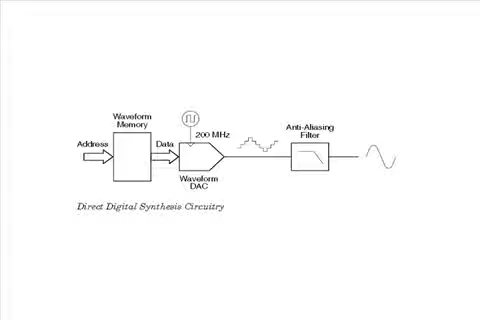 Waveform
Memory
Address
Data
200 MHz
Waveform
DAC
Anti-Aliasing
Filter
Direct Digital Synthesis Circuitry